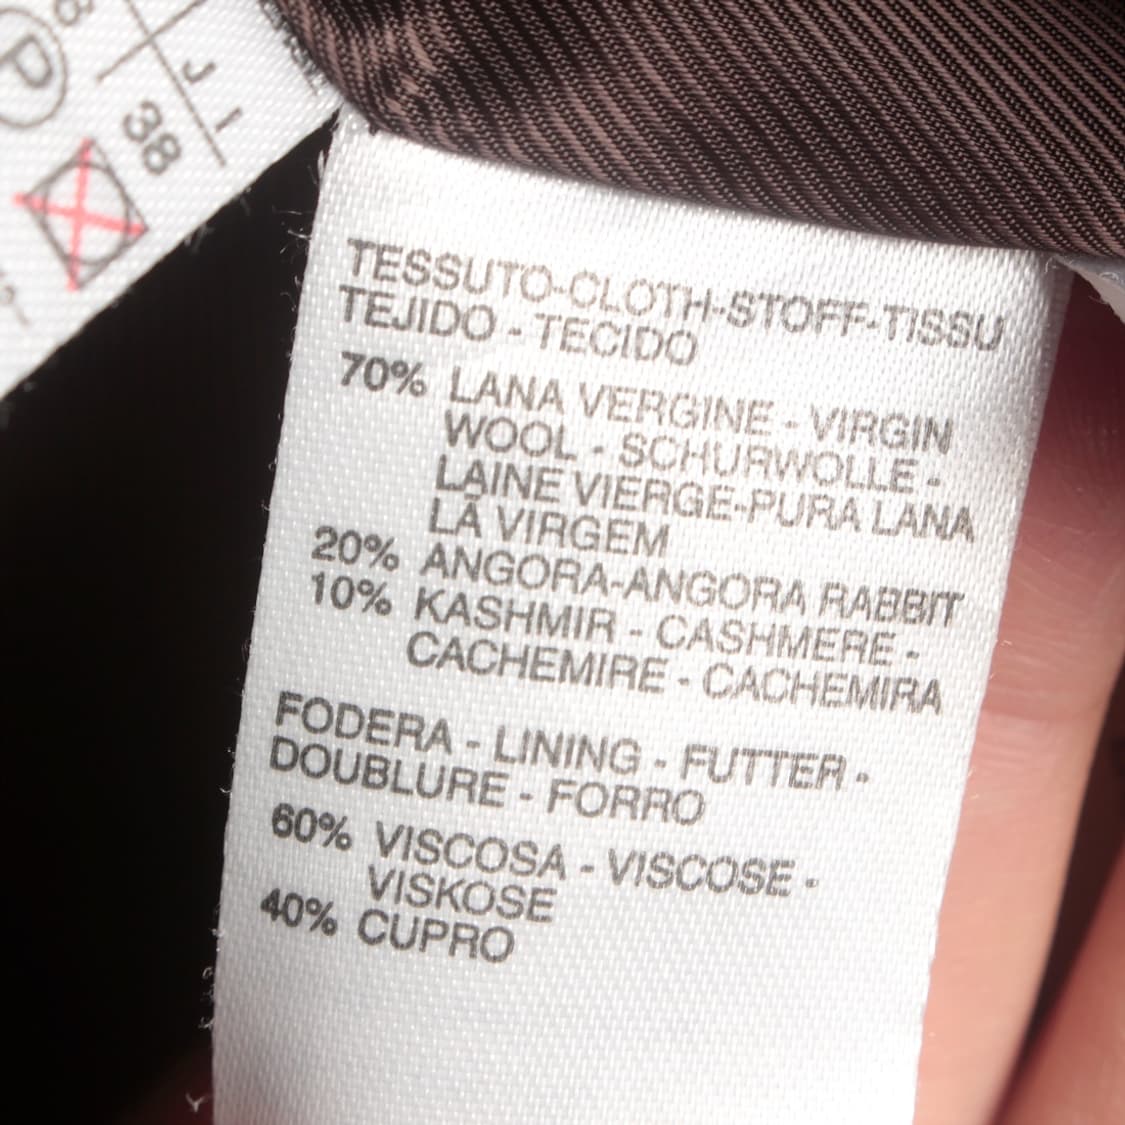 J
I
38
P
TESSUTO-CLOTH-STOFF-TISSU
TEJIDO - TECIDO
70% LANA VERGINE - VIRGIN
WOOL - SCHURWOLLE -
LAINE VIERGE-PURA LANA
LÃ VIRGEM
20% ANGORA-ANGORA RABBIT
10% KASHMIR - CASHMERE -
CACHEMIRE - CACHEMIRA
FODERA - LINING - FUTTER -
DOUBLURE - FORRO
60% VISCOSA - VISCOSE -
VISKOSE
40% CUPRO